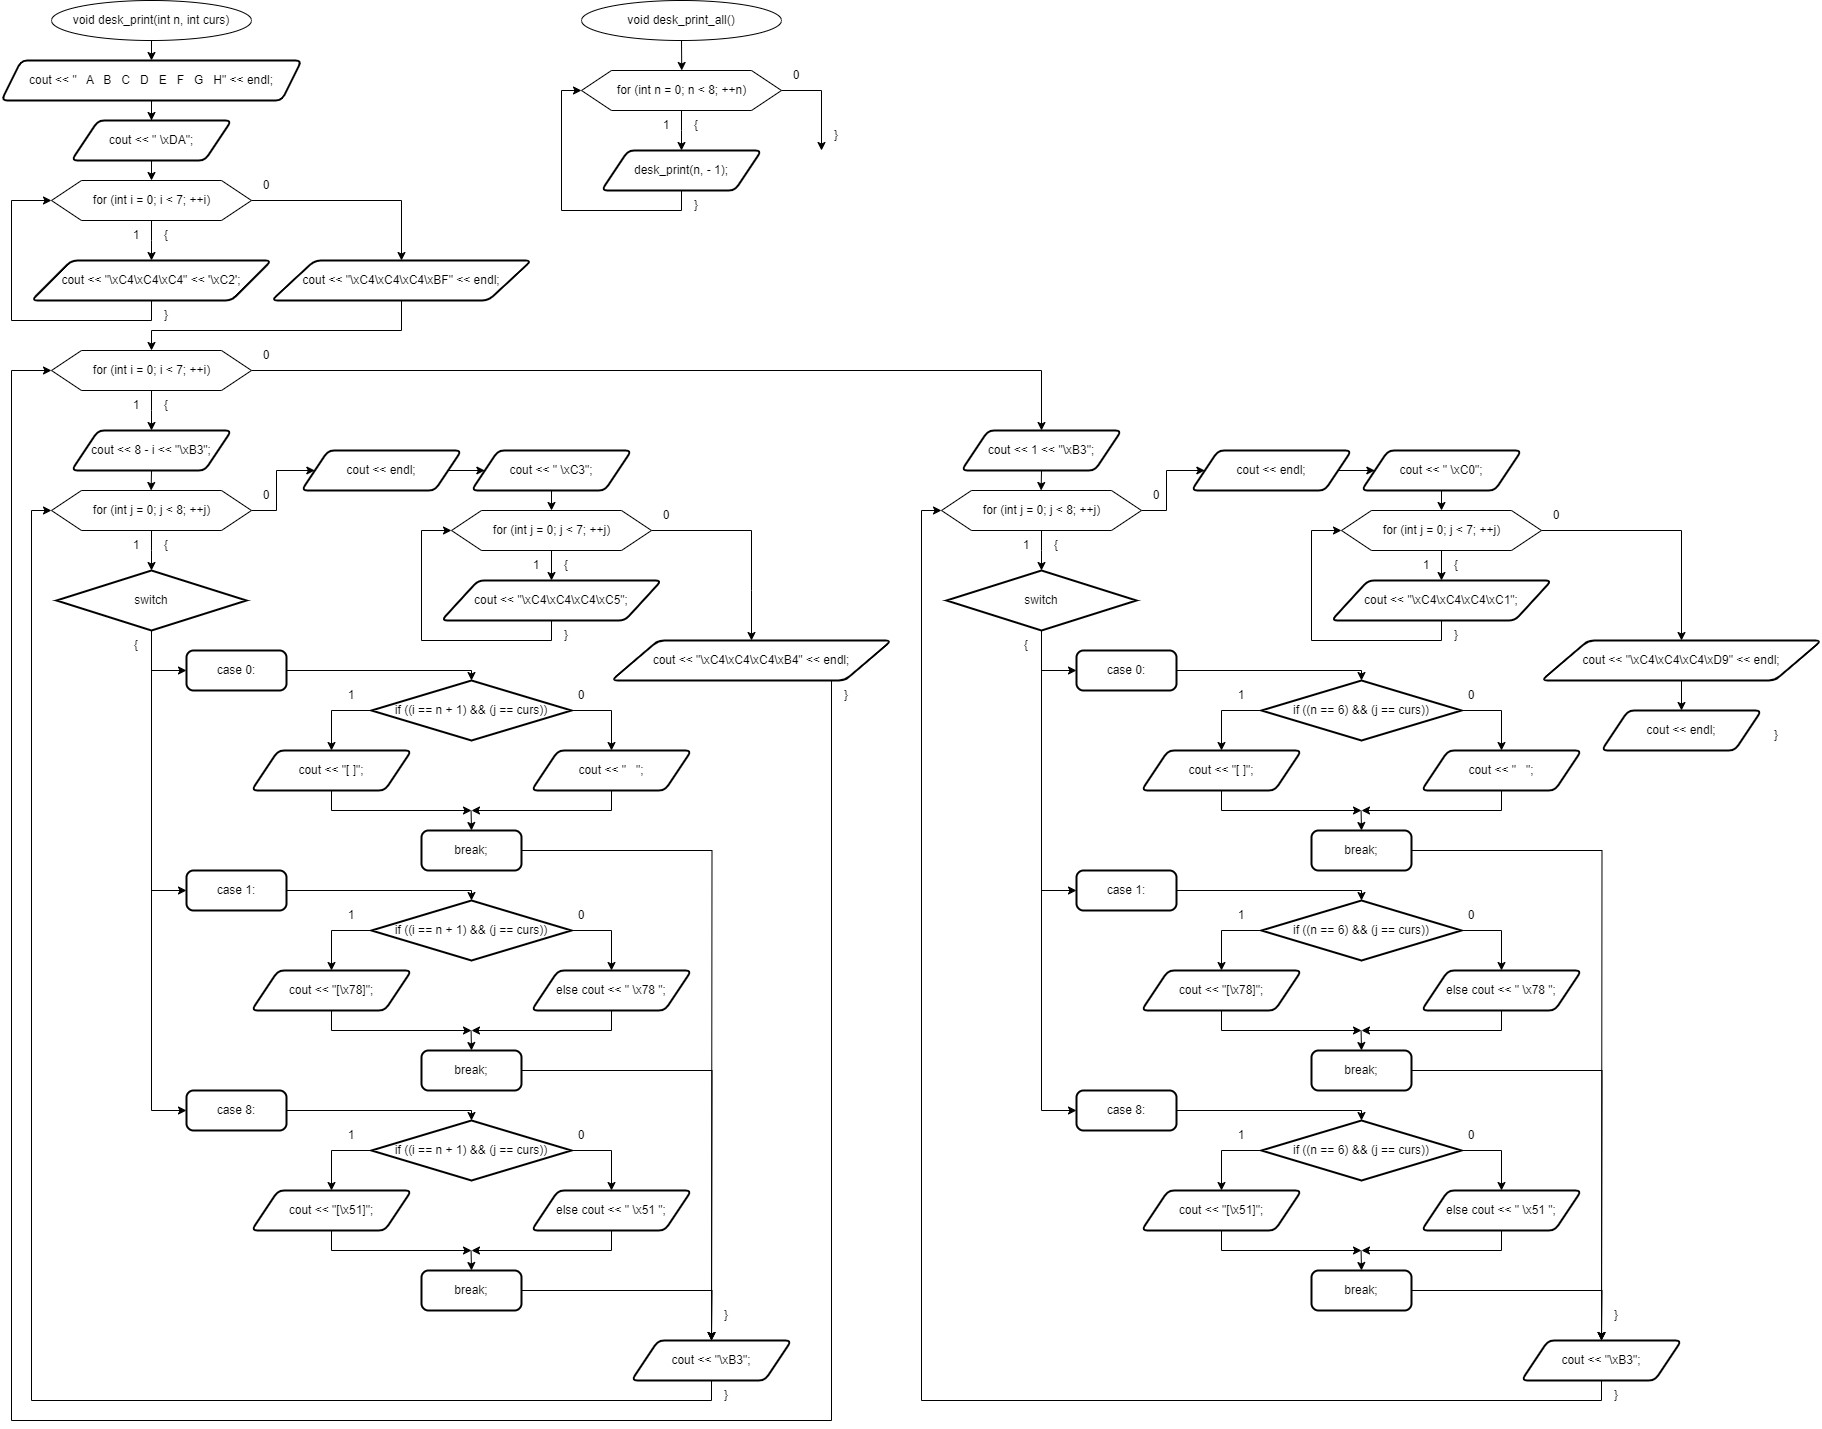 void desk_print(int n, int curs)
cout << "   A   B   C   D   E   F   G   H" << endl;
cout << " \xDA";
for (int i = 0; i < 7; ++i)
0
1
{
cout << "\xC4\xC4\xC4" << '\xC2';
}
cout << "\xC4\xC4\xC4\xBF" << endl;
for (int i = 0; i < 7; ++i)
0
1
{
cout << 8 - i << "\xB3";
for (int j = 0; j < 8; ++j)
0
1
{
switch
{
case 0:
if ((i == n + 1) && (j == curs))
1
0
cout << "[ ]";
cout << "   ";
break;
case 1:
if ((i == n + 1) && (j == curs))
1
0
cout << "[\x78]";
else cout << " \x78 ";
break;
case 8:
if ((i == n + 1) && (j == curs))
1
0
cout << "[\x51]";
else cout << " \x51 ";
break;
}
cout << "\xB3";
}
cout << endl;
cout << " \xC3";
for (int j = 0; j < 7; ++j)
0
1
{
cout << "\xC4\xC4\xC4\xC5";
}
cout << "\xC4\xC4\xC4\xB4" << endl;
}
cout << 1 << "\xB3";
for (int j = 0; j < 8; ++j)
0
1
{
switch
{
case 0:
if ((n == 6) && (j == curs))
1
0
cout << "[ ]";
cout << "   ";
break;
case 1:
if ((n == 6) && (j == curs))
1
0
cout << "[\x78]";
else cout << " \x78 ";
break;
case 8:
if ((n == 6) && (j == curs))
1
0
cout << "[\x51]";
else cout << " \x51 ";
break;
}
cout << "\xB3";
}
cout << endl;
cout << " \xC0";
for (int j = 0; j < 7; ++j)
0
1
{
cout << "\xC4\xC4\xC4\xC1";
}
cout << "\xC4\xC4\xC4\xD9" << endl;
cout << endl;
}
void desk_print_all()
for (int n = 0; n < 8; ++n)
0
1
{
desk_print(n, - 1);
}
}